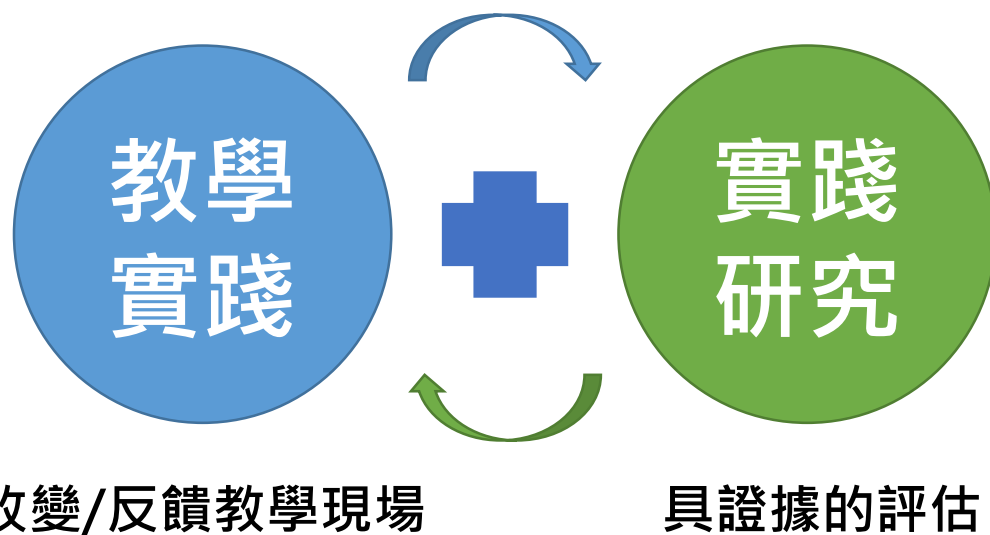 教學
實踐
實踐
研究
改變/反饋教學現場
具證據的評估